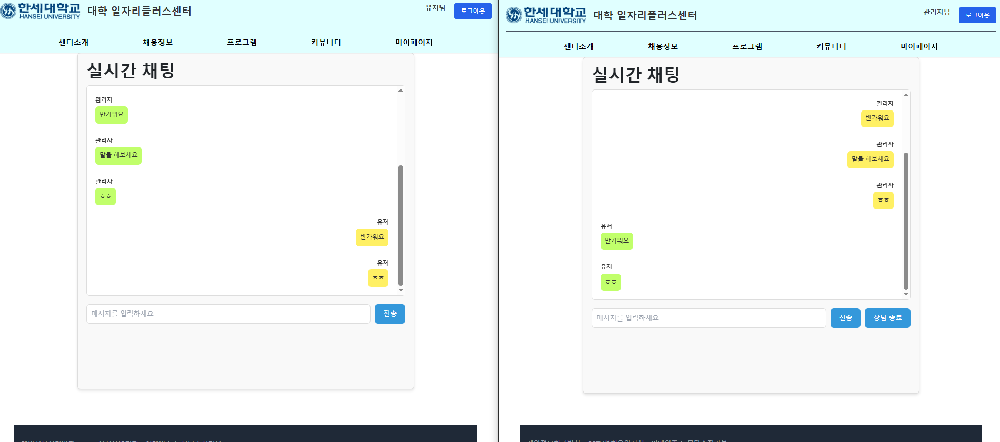 한세대학교
HANSEI UNIVERSITY
대학 일자리플러스센터
유저님
로그아웃
센터소개
채용정보
프로그램
커뮤니티
마이페이지
실시간 채팅
관리자
반가워요
관리자
말을 해보세요
관리자
ㅎㅎ
유저
반가워요
유저
ㅎㅎ
메시지를 입력하세요
전송
한세대학교
HANSEI UNIVERSITY
대학 일자리플러스센터
관리자님
로그아웃
센터소개
채용정보
프로그램
커뮤니티
마이페이지
실시간 채팅
관리자
반가워요
관리자
말을 해보세요
관리자
ㅎㅎ
유저
반가워요
유저
ㅎㅎ
메시지를 입력하세요
전송
상담 종료